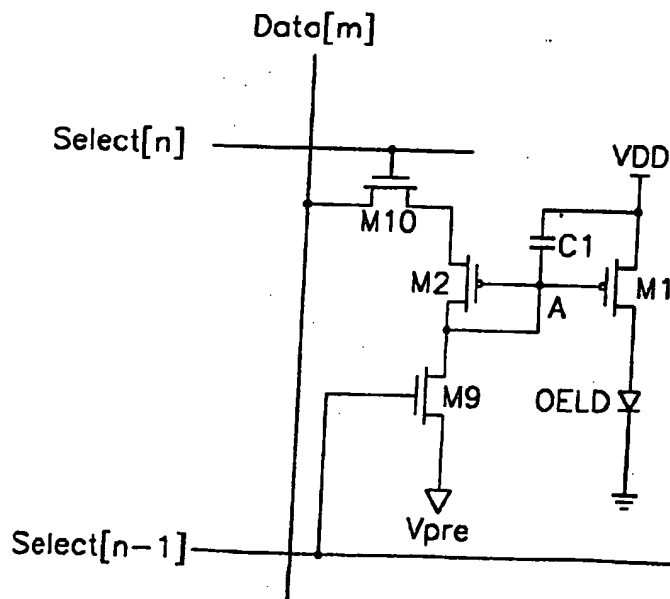 Data[m]
Select[n]
VDD
M10
C1
M2
M1
A
M9
OELD
Vpre
Select[n-1]